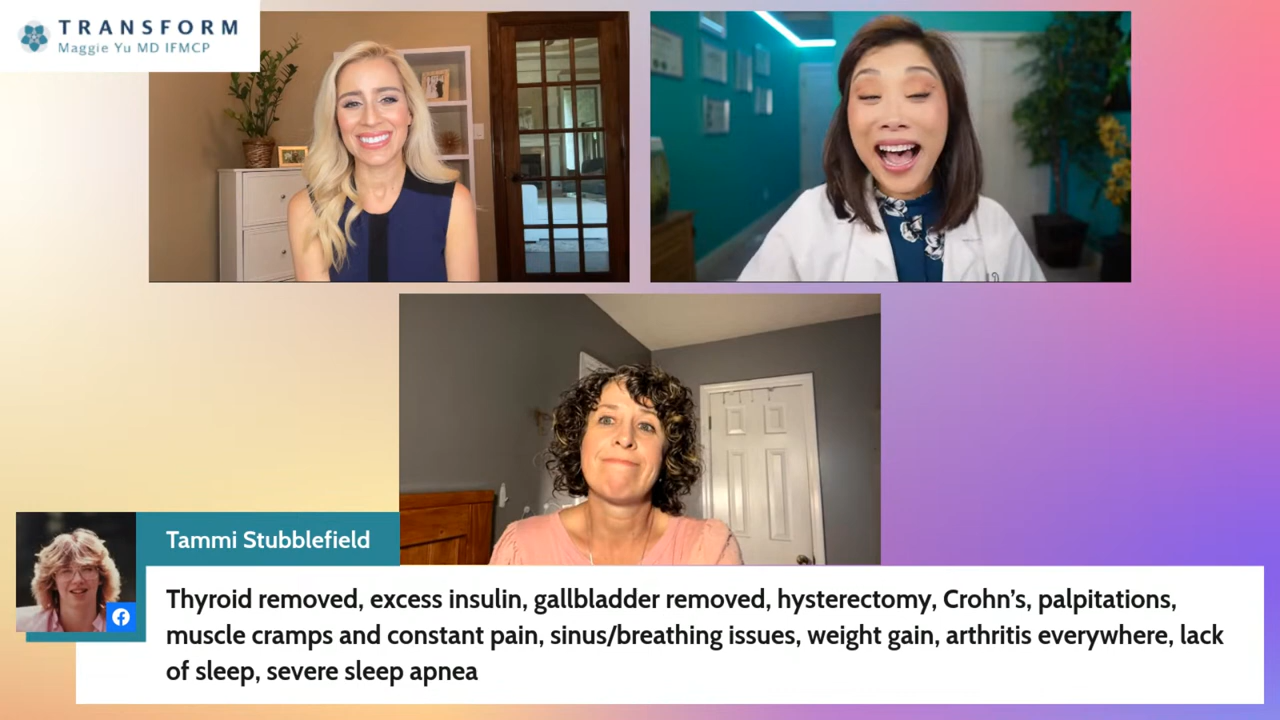 TRANSFORM
Maggie Yu MD IFMCP
Tammi Stubblefield
Thyroid removed, excess insulin, gallbladder removed, hysterectomy, Crohn’s, palpitations,
muscle cramps and constant pain, sinus/breathing issues, weight gain, arthritis everywhere, lack
of sleep, severe sleep apnea